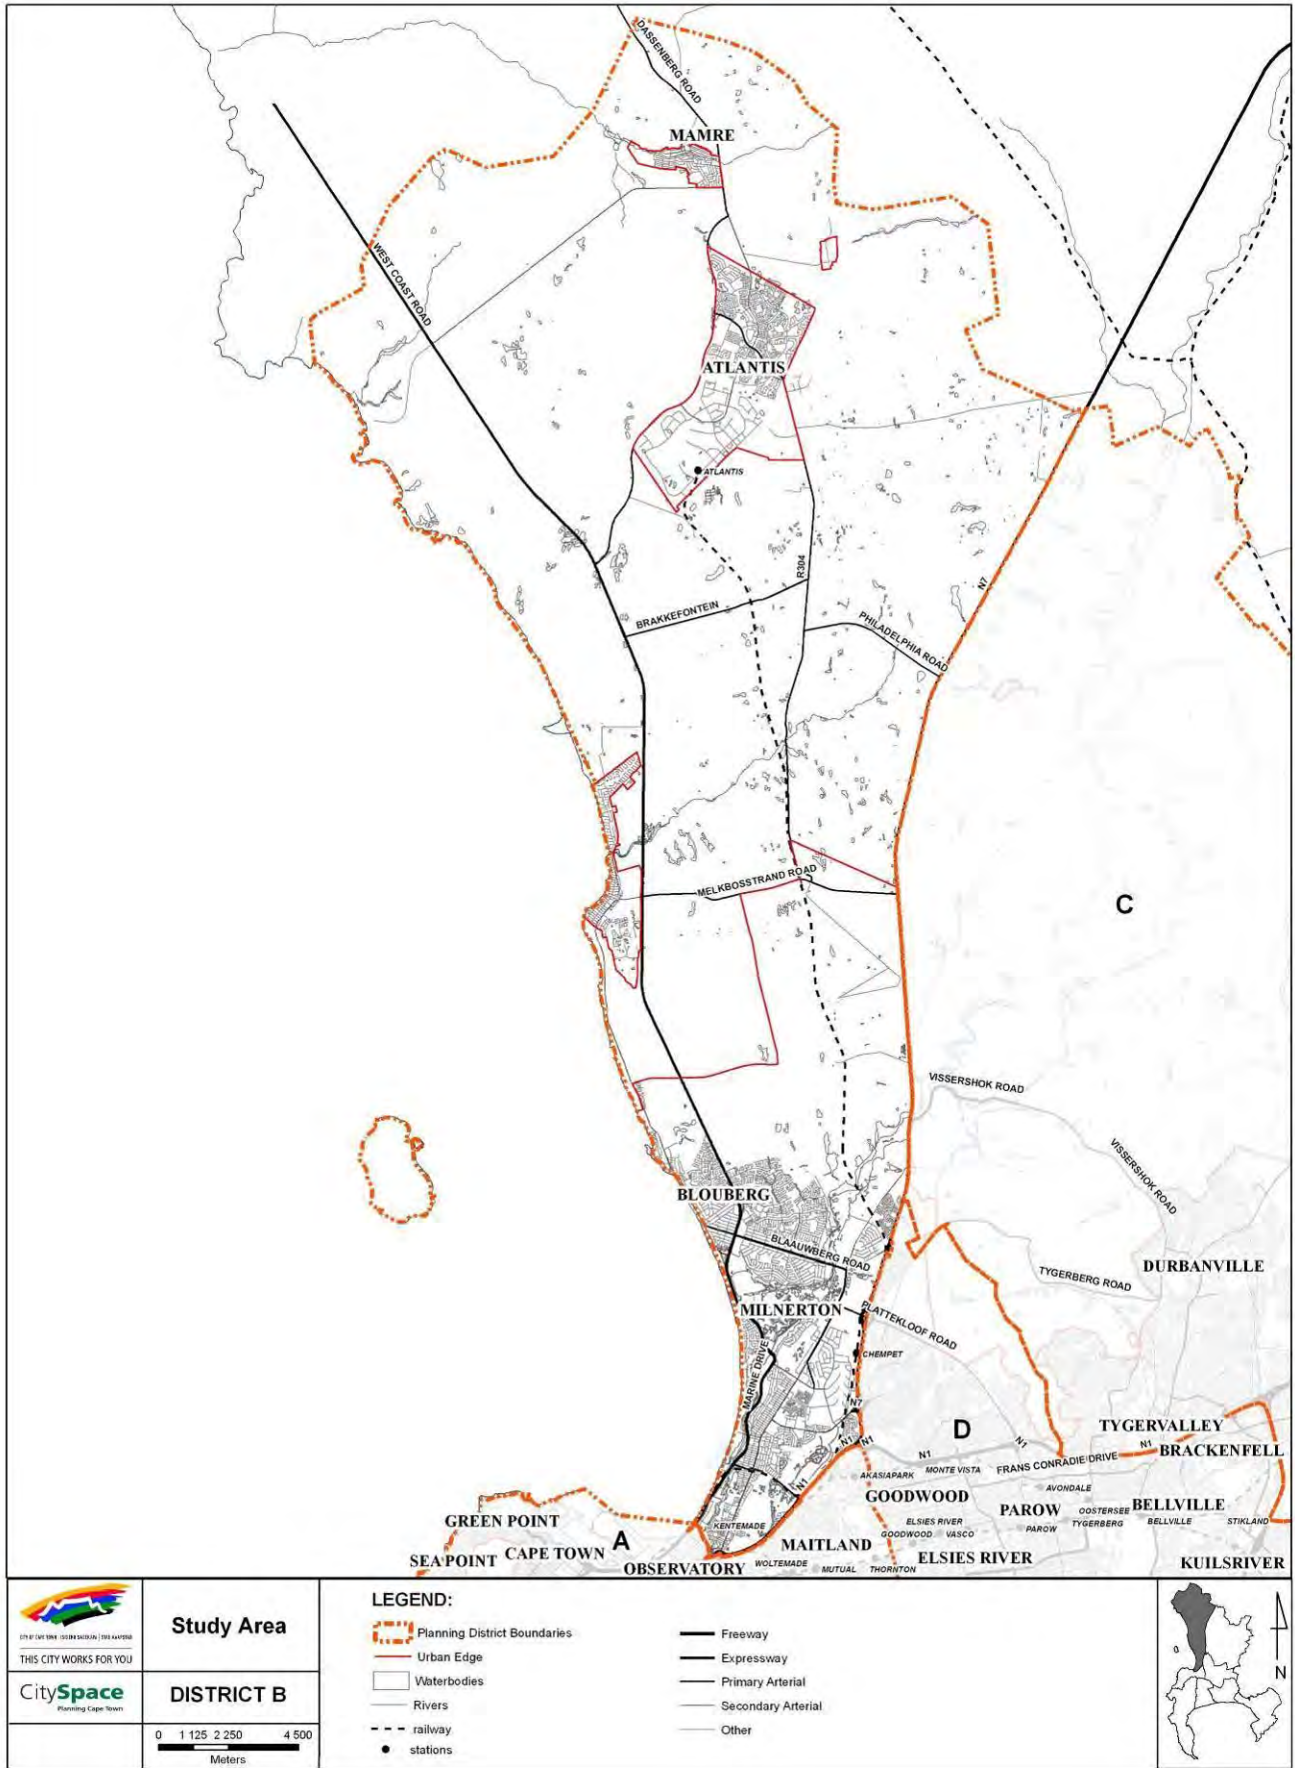 DASSENBERG ROAD
MAMRE
WEST COAST ROAD
ATLANTIS
ATLANTIS
R304
N7
BRAKKEFONTEIN
PHILADELPHIA ROAD
MELKBOSSTRAND ROAD
C
VISSERSHOK ROAD
VISSERSHOK ROAD
BLOUBERG
BLAAUWBERG ROAD
DURBANVILLE
TYGERBERG ROAD
MILNERTON
PLATTEKLOOF ROAD
CHEMPET
MARINE DRIVE
N7
D
TYGERVALLEY
N1
N1
N1
N1
N1
BRACKENFELL
FRANS CONRADIE DRIVE
MONTE VISTA
AKASIAPARK
N1
AVONDALE
GOODWOOD
PAROW
OOSTERSEE
BELLVILLE
GREEN POINT
KENTEMADE
ELSIES RIVER
PAROW
TYGERBERG
BELLVILLE
STIKLAND
GOODWOOD
VASCO
A
MAITLAND
SEA POINT
CAPE TOWN
OBSERVATORY
WOLTEMADE
MUTUAL
THORNTON
ELSIES RIVER
KUILSRIVER
THIS CITY WORKS FOR YOU
Study Area
CitySpace
Planning Cape Town
DISTRICT B
0 1 125 2 250 4 500
Meters
LEGEND:
Planning District Boundaries
Urban Edge
Waterbodies
Rivers
railway
stations
Freeway
Expressway
Primary Arterial
Secondary Arterial
Other
N